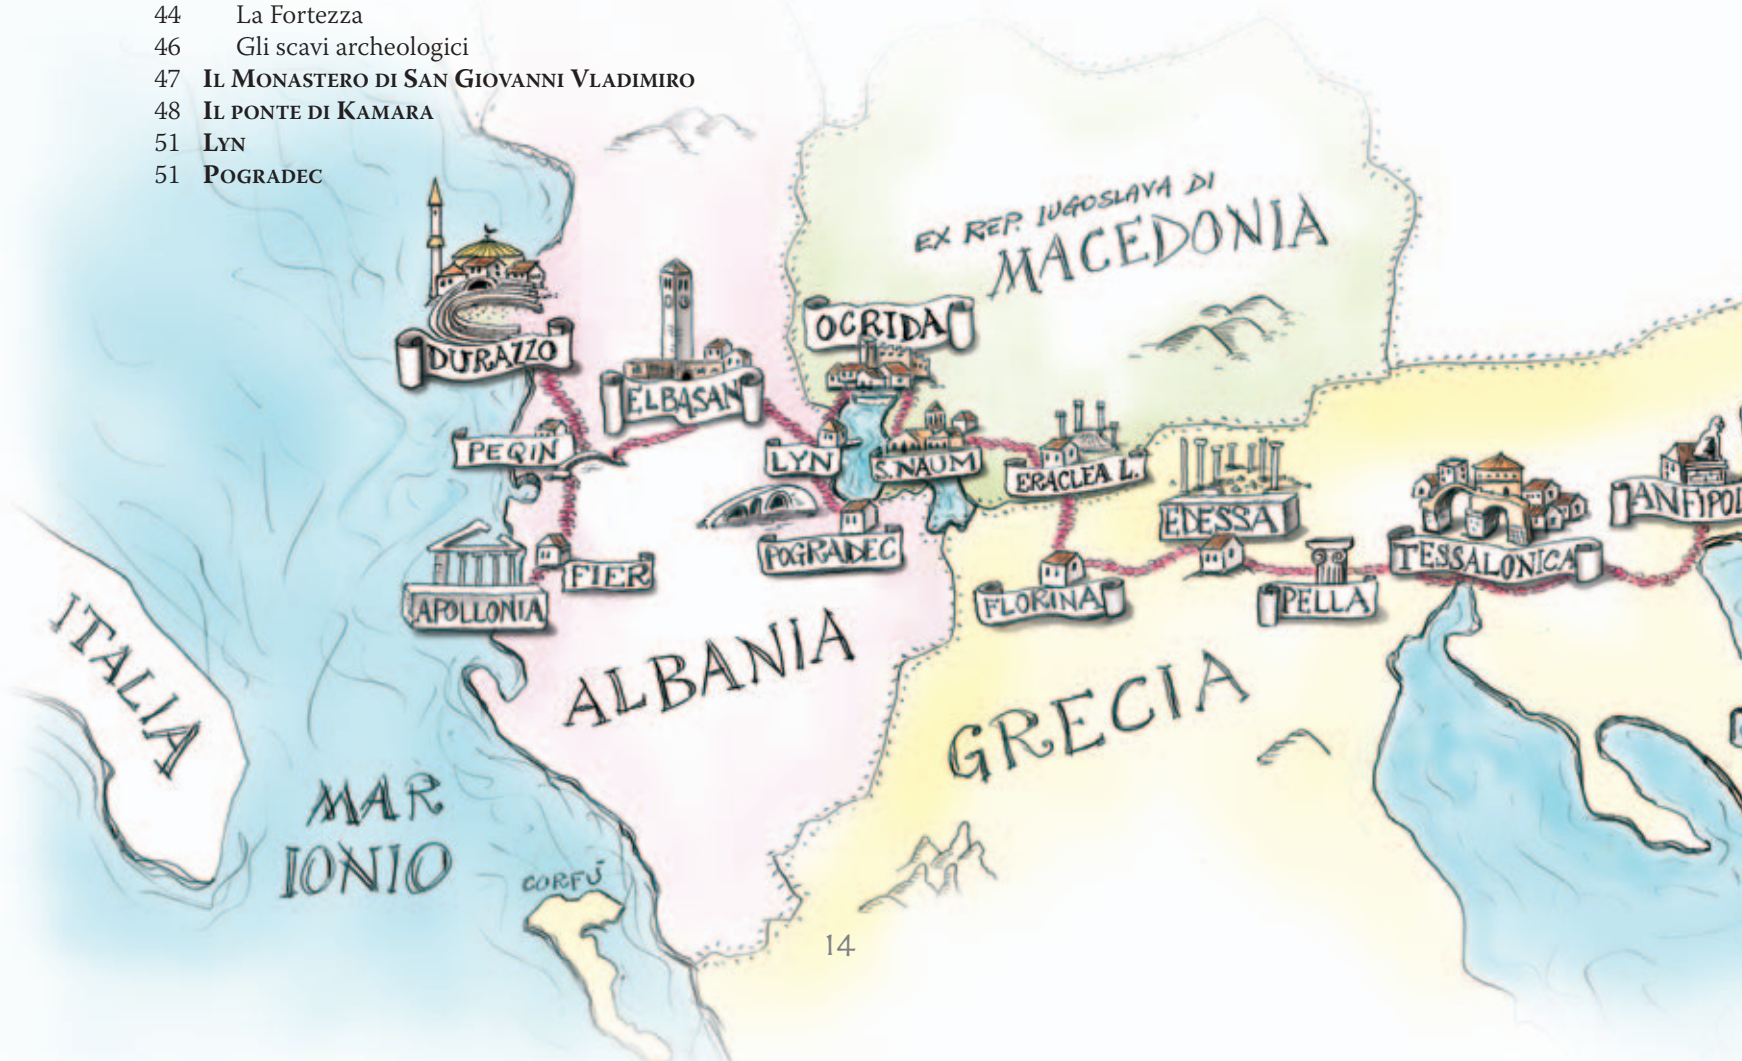 44 La Fortezza
46 Gli scavi archeologici
47 Il Monastero di San Giovanni Vladimiro
48 Il ponte di Kamara
51 Lyn
51 Pogradec
EX REP. IUGOSLAVA DI
MACEDONIA
OCRIDA
DURAZZO
ELBASAN
PEQIN
LYN
S. NAUM
ERACLEA L.
EDESSA
ANFIPOL
TESSALONICA
POGRADEC
FIER
APOLLONIA
FLORINA
PELLA
ITALIA
ALBANIA
GRECIA
MAR
IONIO
CORFÙ
14